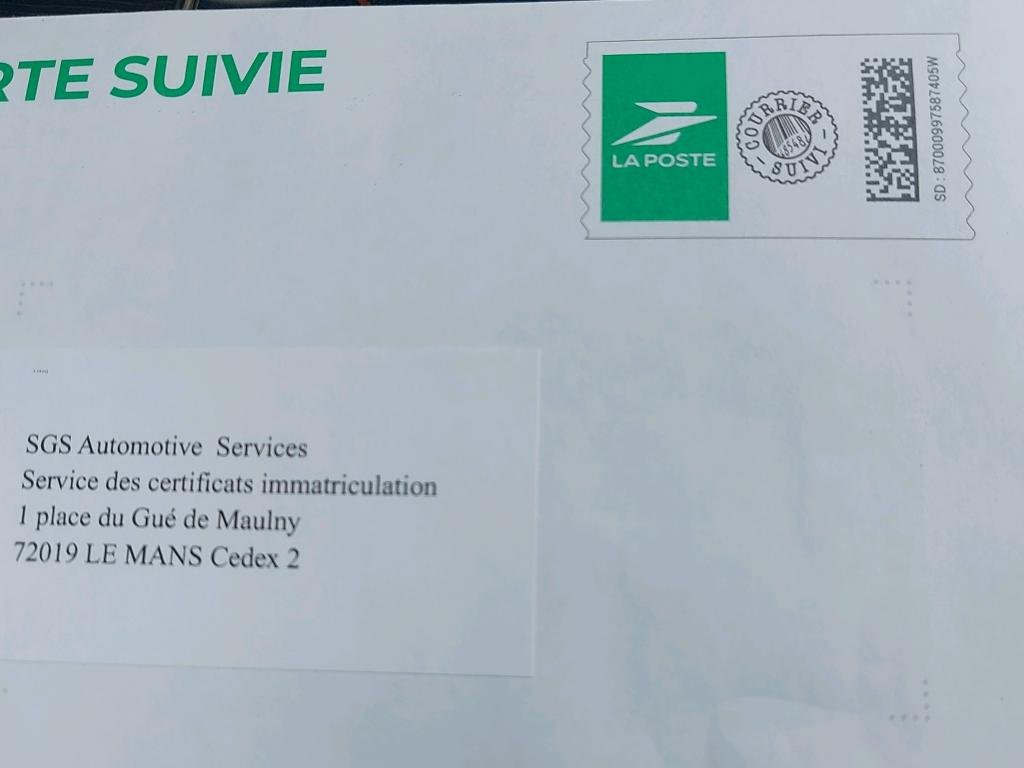 RTE SUIVIE
LA POSTE
COURRIER
8548
SUIVI
SD : 87000997587405W
SGS Automotive Services
Service des certificats immatriculation
1 place du Gué de Maulny
72019 LE MANS Cedex 2